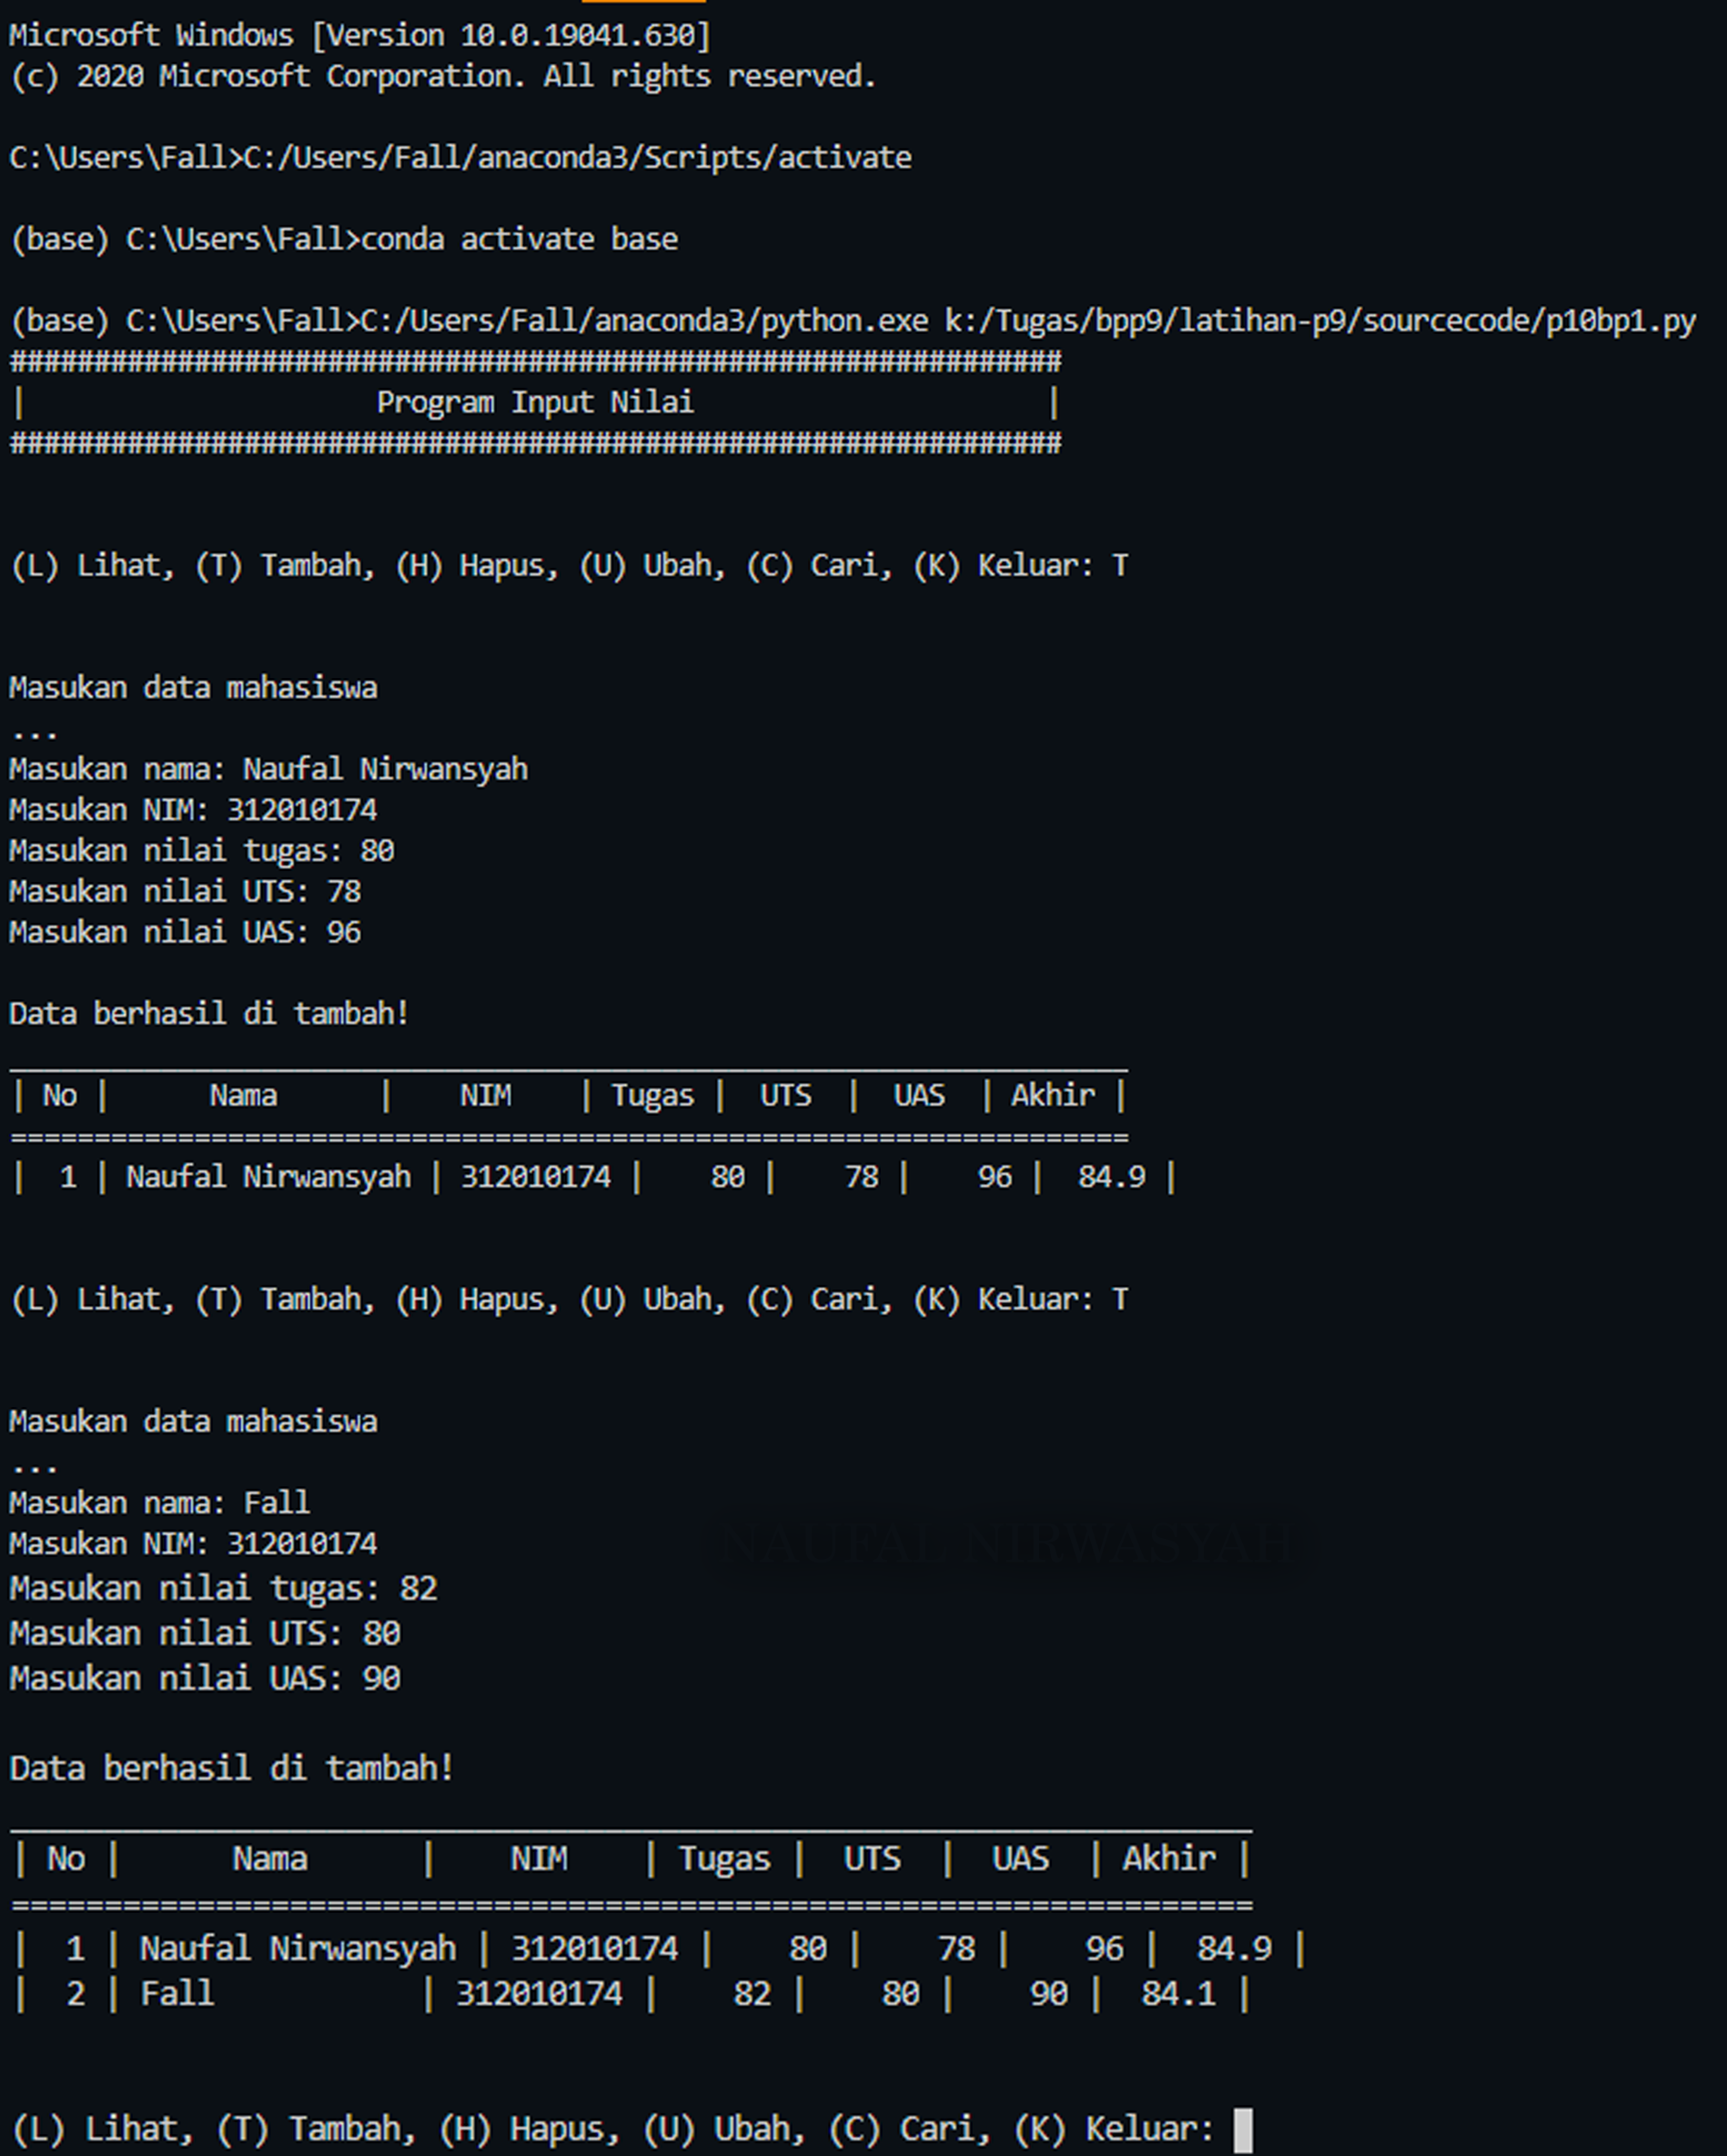 Microsoft Windows [Version 10.0.19041.630]
(c) 2020 Microsoft Corporation. All rights reserved.
C:\Users\Fall>C:/Users/Fall/anaconda3/Scripts/activate
(base) C:\Users\Fall>conda activate base
(base) C:\Users\Fall>C:/Users/Fall/anaconda3/python.exe k:/Tugas/bpp9/latihan-p9/sourcecode/p10bp1.py
###############################################################
|                     Program Input Nilai                     |
###############################################################
(L) Lihat, (T) Tambah, (H) Hapus, (U) Ubah, (C) Cari, (K) Keluar: T
Masukan data mahasiswa
...
Masukan nama: Naufal Nirwansyah
Masukan NIM: 312010174
Masukan nilai tugas: 80
Masukan nilai UTS: 78
Masukan nilai UAS: 96
Data berhasil di tambah!
___________________________________________________________________
| No |      Nama      |    NIM    | Tugas |  UTS  |  UAS  | Akhir |
===================================================================
|  1 | Naufal Nirwansyah | 312010174 |    80 |    78 |    96 |  84.9 |
(L) Lihat, (T) Tambah, (H) Hapus, (U) Ubah, (C) Cari, (K) Keluar: T
Masukan data mahasiswa
...
Masukan nama: Fall
Masukan NIM: 312010174
Masukan nilai tugas: 82
Masukan nilai UTS: 80
Masukan nilai UAS: 90
NAUFAL NIRWASYAH
Data berhasil di tambah!
___________________________________________________________________
| No |      Nama      |    NIM    | Tugas |  UTS  |  UAS  | Akhir |
===================================================================
|  1 | Naufal Nirwansyah | 312010174 |    80 |    78 |    96 |  84.9 |
|  2 | Fall           | 312010174 |    82 |    80 |    90 |  84.1 |
(L) Lihat, (T) Tambah, (H) Hapus, (U) Ubah, (C) Cari, (K) Keluar: